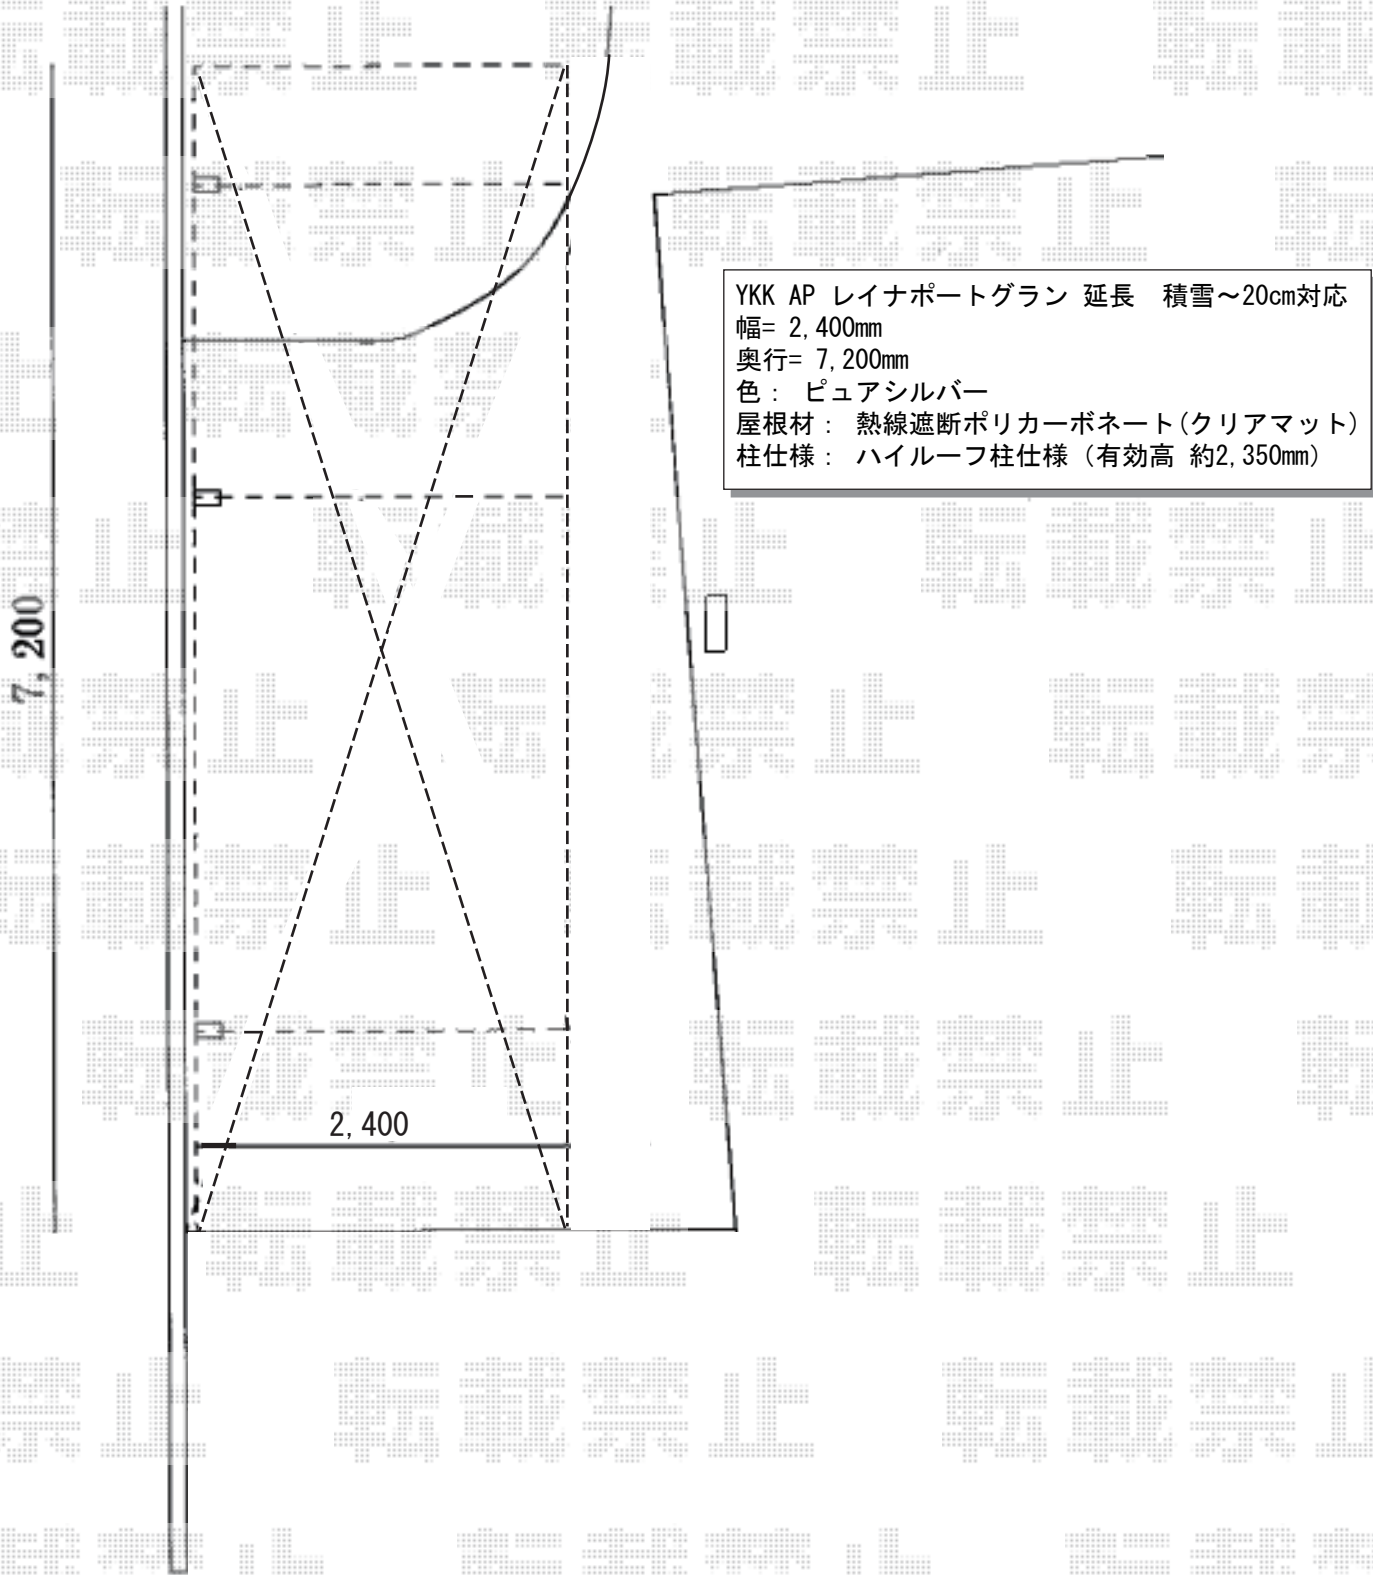 YKK AP レイナポートグラン 延長　積雪～20cm対応
幅= 2,400mm
奥行= 7,200mm
色： ピュアシルバー
屋根材： 熱線遮断ポリカーボネート(クリアマット)
柱仕様： ハイルーフ柱仕様（有効高 約2,350mm）
7,200
2,400
転載禁止